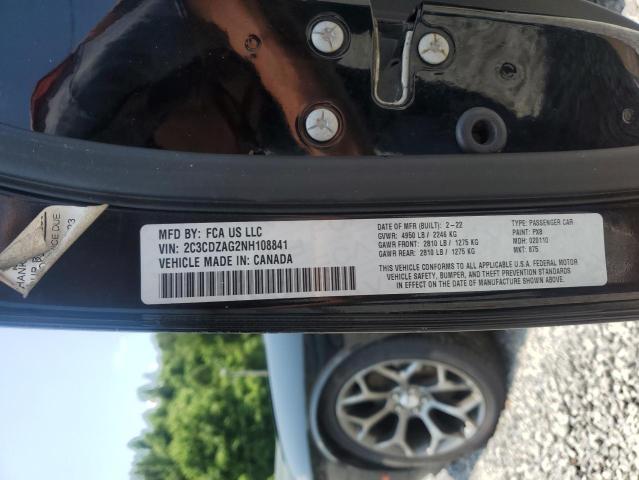 MFD BY: FCA US LLC
VIN: 2C3CDZAG2NH108841
VEHICLE MADE IN: CANADA
DATE OF MFR (BUILT): 2-22
GVWR: 4950 LB / 2246 KG
GAWR FRONT: 2810 LB / 1275 KG
GAWR REAR: 2810 LB / 1275 KG
TYPE: PASSENGER CAR
PAINT: PX8
MDH: 020110
MKT: 875
THIS VEHICLE CONFORMS TO ALL APPLICABLE U.S.A. FEDERAL MOTOR
VEHICLE SAFETY, BUMPER, AND THEFT PREVENTION STANDARDS
IN EFFECT ON THE DATE OF MANUFACTURE SHOWN ABOVE.
DUE